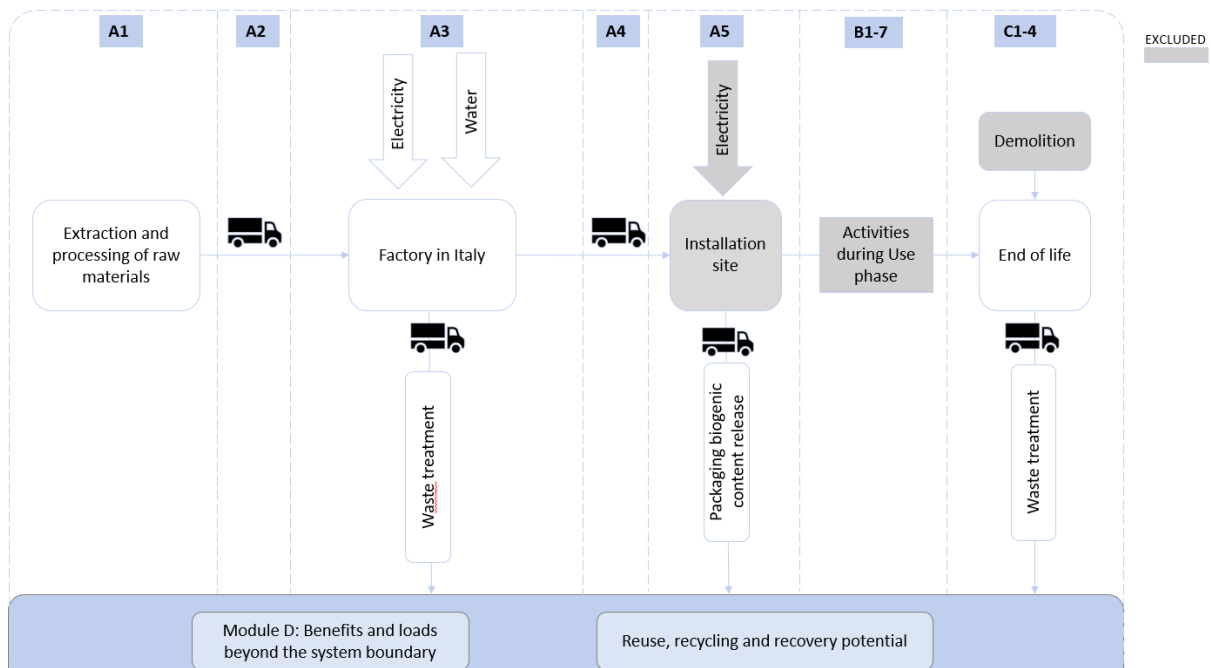 A1
A2
A3
A4
A5
B1-7
C1-4
EXCLUDED
Electricity
Water
Electricity
Demolition
Extraction and
processing of raw
materials
Factory in Italy
Installation
site
Activities
during Use
phase
End of life
Waste treatment
Packaging biogenic
content release
Waste treatment
Module D: Benefits and loads
beyond the system boundary
Reuse, recycling and recovery potential